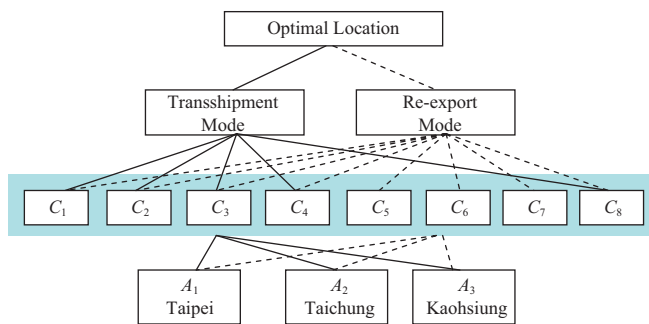 Optimal Location
Transshipment
Mode
Re-export
Mode
C1 C2 C3 C4 C5 C6 C7 C8
A1
Taipei
A2
Taichung
A3
Kaohsiung